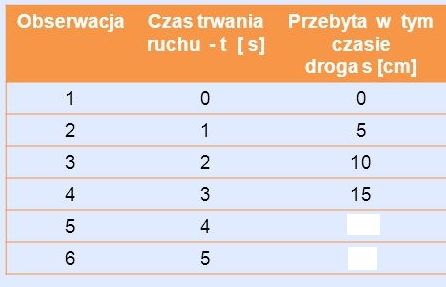 Obserwacja Czas trwania Przebyta w tym
ruchu - t [ s] czasie
droga s [cm]
1 0 0
2 1 5
3 2 10
4 3 15
5 4
6 5